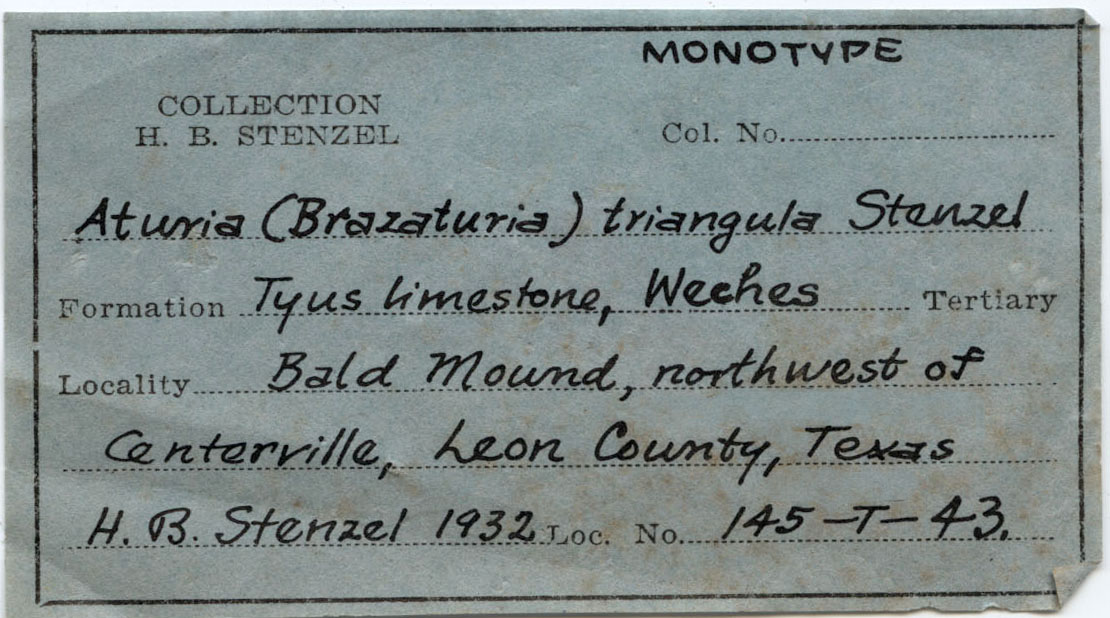 MONOTYPE
COLLECTION
H. B. STENZEL
Col. No.
Aturia (Brazaturia) triangula Stenzel
Formation Tyus limestone, Weches Tertiary
Locality Bald Mound, northwest of
Centerville, Leon County, Texas
H. B. Stenzel 1932 Loc. No. 145-T-43.